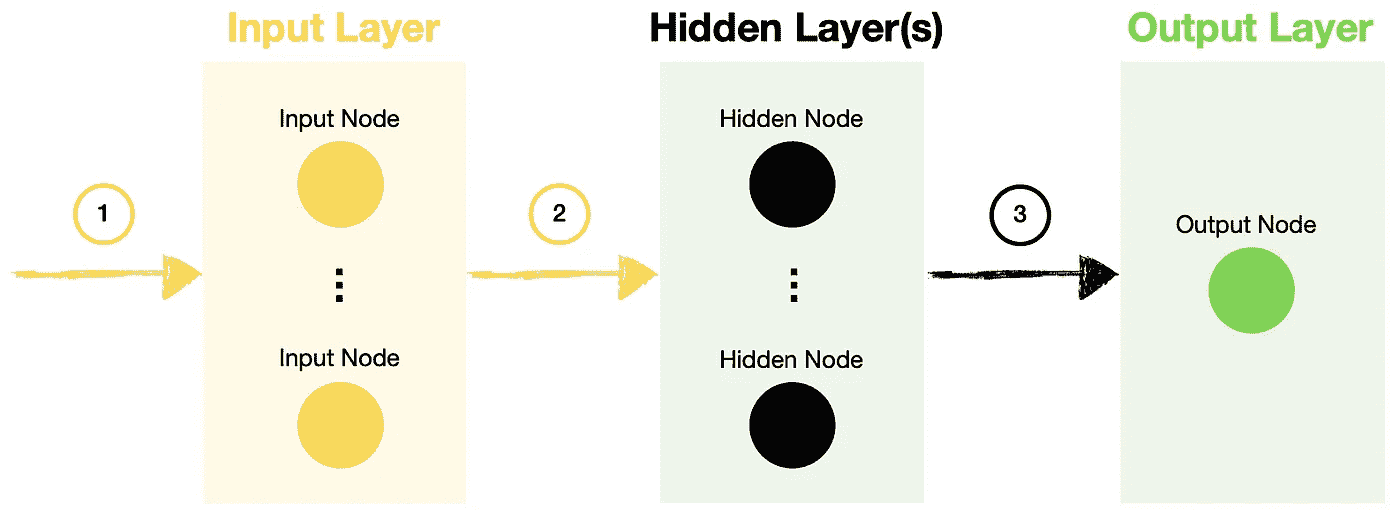 Input Layer
Hidden Layer(s)
Output Layer
Input Node
Hidden Node
1
2
3
Output Node
Input Node
Hidden Node